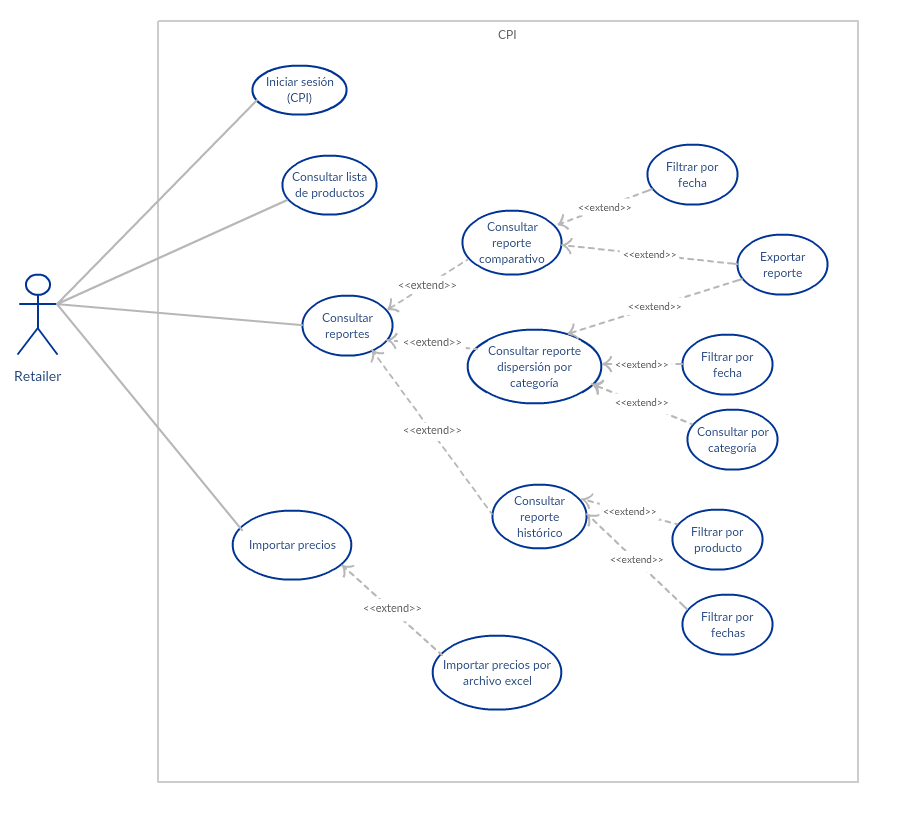 CPI
Iniciar sesión
(CPI)
Consultar lista
de productos
Filtrar por
fecha
<<extend>>
Consultar
reporte
comparativo
<<extend>>
Exportar
reporte
<<extend>>
<<extend>>
Consultar
reportes
<<extend>>
Consultar reporte
dispersión por
categoría
<<extend>>
Filtrar por
fecha
Retailer
<<extend>>
Consultar por
categoría
<<extend>>
Consultar
reporte
histórico
<<extend>>
Filtrar por
producto
Importar precios
<<extend>>
<<extend>>
Filtrar por
fechas
Importar precios por
archivo excel